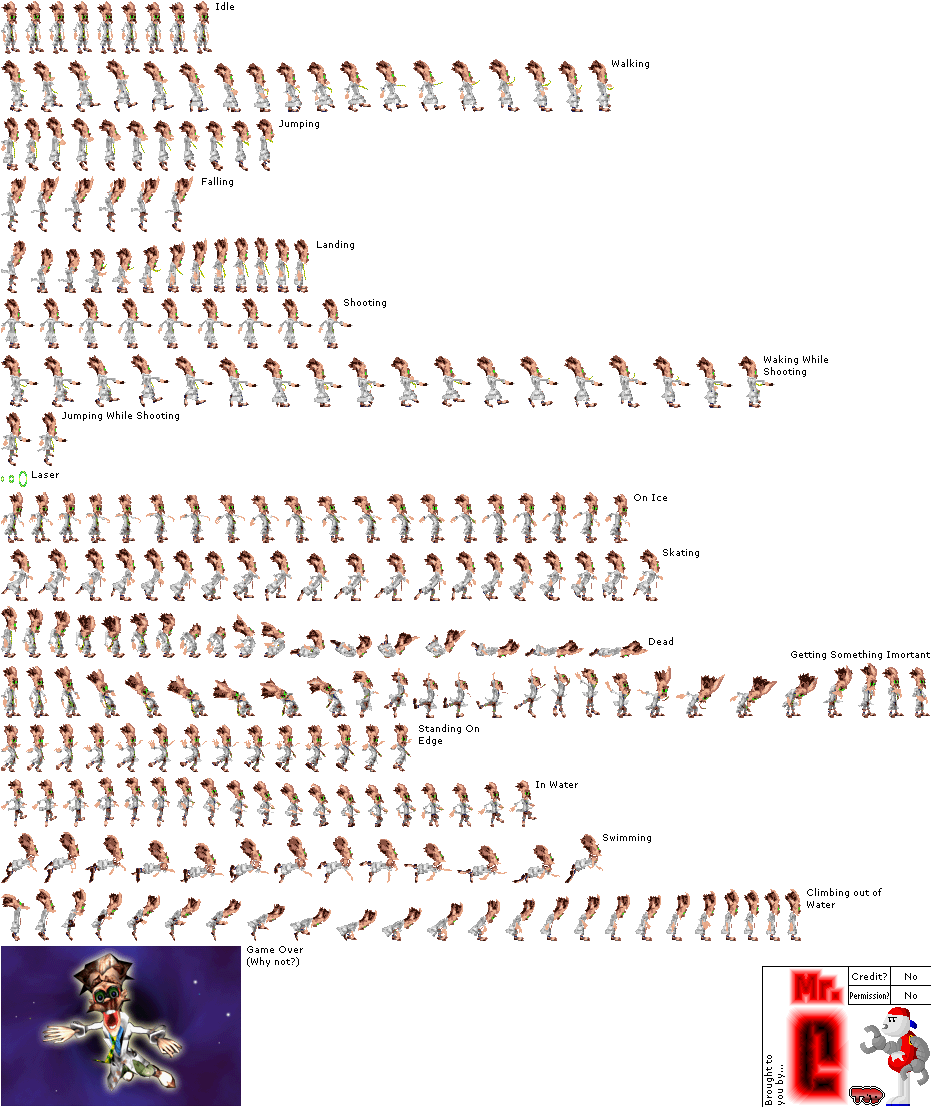 Idle
Walking
Jumping
Falling
Landing
Shooting
Waking While
Shooting
Jumping While Shooting
Laser
On Ice
Skating
Dead
Getting Something Imortant
Standing On
Edge
In Water
Swimming
Climbing out of
Water
Game Over
(Why not?)
Brought to
you by...
Mr.
C
Credit? No
Permission? No